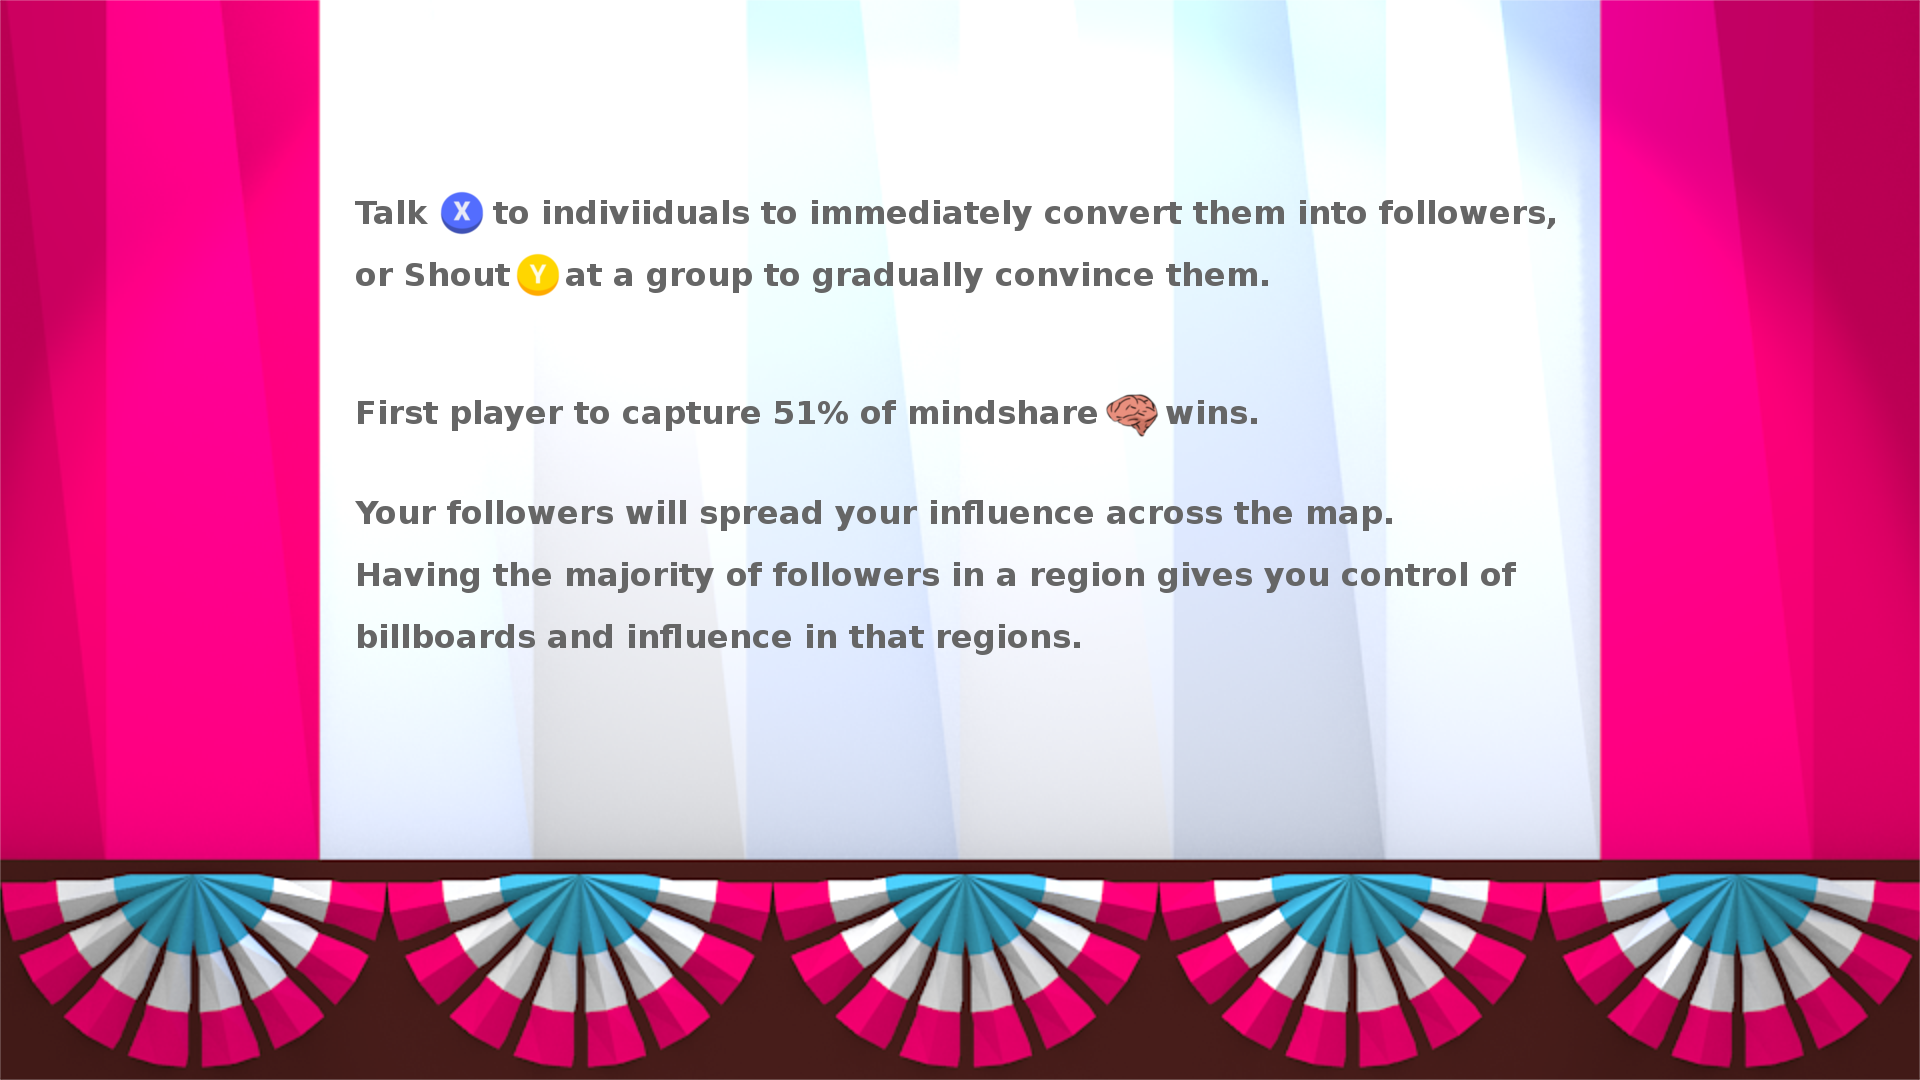 Talk X to indiviiduals to immediately convert them into followers,
or Shout Y at a group to gradually convince them.
First player to capture 51% of mindshare wins.
Your followers will spread your influence across the map.
Having the majority of followers in a region gives you control of
billboards and influence in that regions.